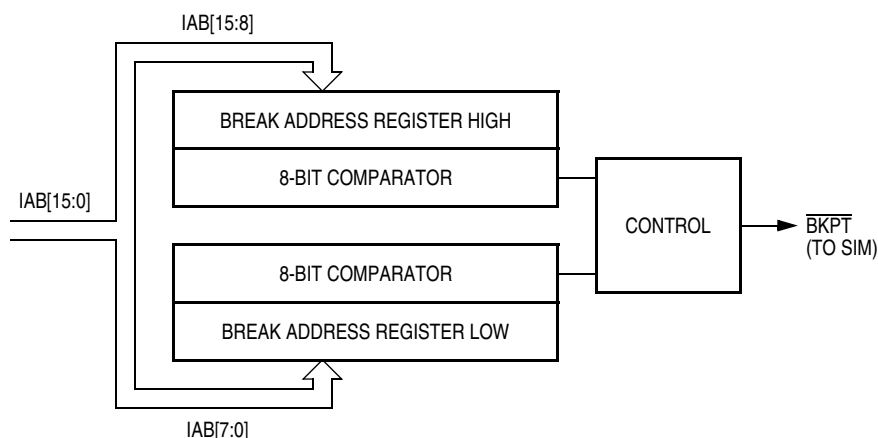 IAB[15:8]
BREAK ADDRESS REGISTER HIGH
8-BIT COMPARATOR
IAB[15:0]
CONTROL
BKPT
(TO SIM)
8-BIT COMPARATOR
BREAK ADDRESS REGISTER LOW
IAB[7:0]